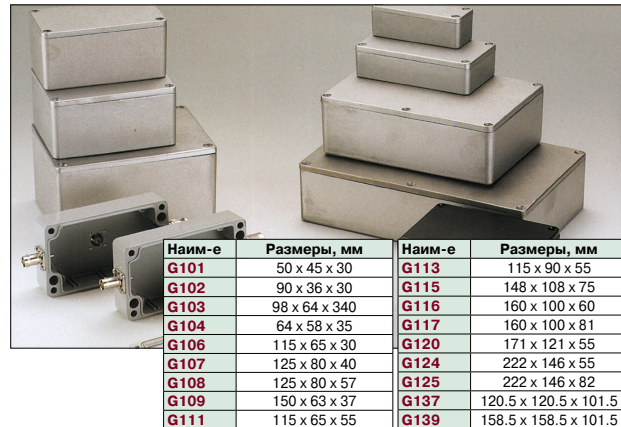 Наим-е Размеры, мм
G101 50 x 45 x 30
G102 90 x 36 x 30
G103 98 x 64 x 340
G104 64 x 58 x 35
G106 115 x 65 x 30
G107 125 x 80 x 40
G108 125 x 80 x 57
G109 150 x 63 x 37
G111 115 x 65 x 55
Наим-е Размеры, мм
G113 115 x 90 x 55
G115 148 x 108 x 75
G116 160 x 100 x 60
G117 160 x 100 x 81
G120 171 x 121 x 55
G124 222 x 146 x 55
G125 222 x 146 x 82
G137 120.5 x 120.5 x 101.5
G139 158.5 x 158.5 x 101.5